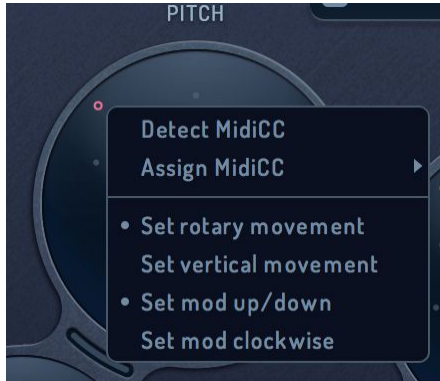 PITCH
Detect MidiCC
Assign MidiCC
Set rotary movement
Set vertical movement
Set mod up/down
Set mod clockwise